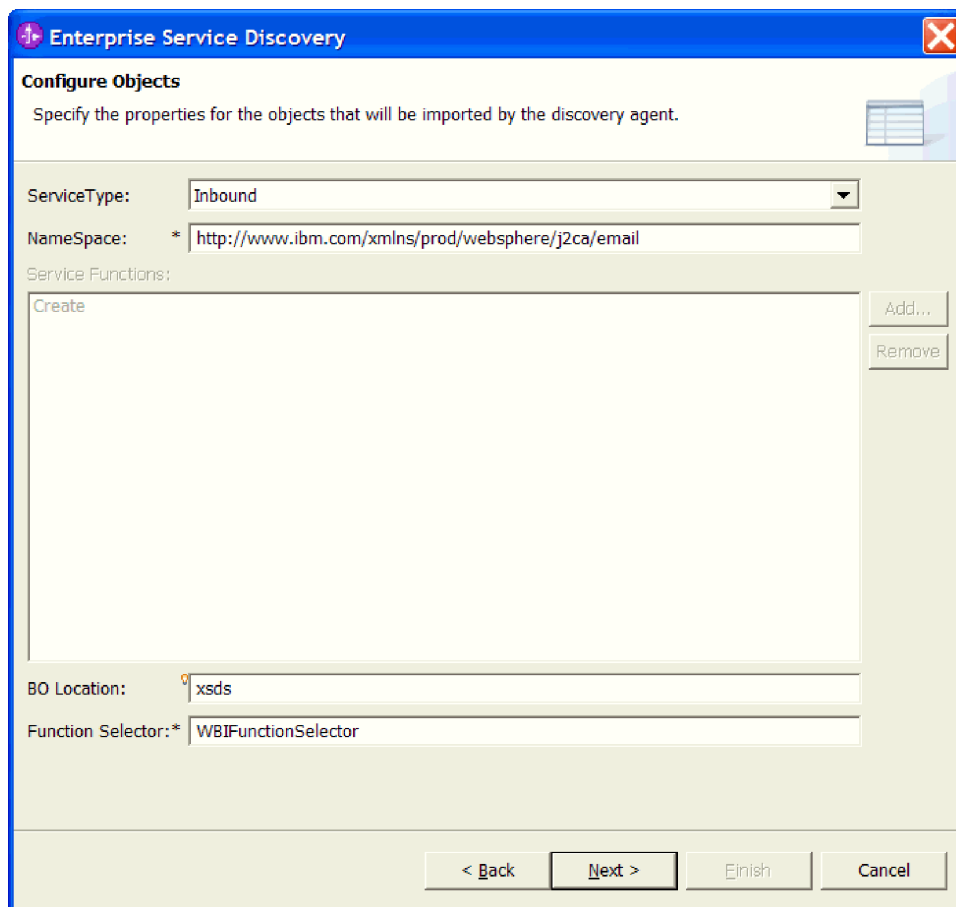 Enterprise Service Discovery
Configure Objects
Specify the properties for the objects that will be imported by the discovery agent.
ServiceType: Inbound
NameSpace: * http://www.ibm.com/xmlns/prod/websphere/j2ca/email
Service Functions:
Create
Add...
Remove
BO Location: xsds
Function Selector:* WBIFunctionSelector
< Back Next > Finish Cancel